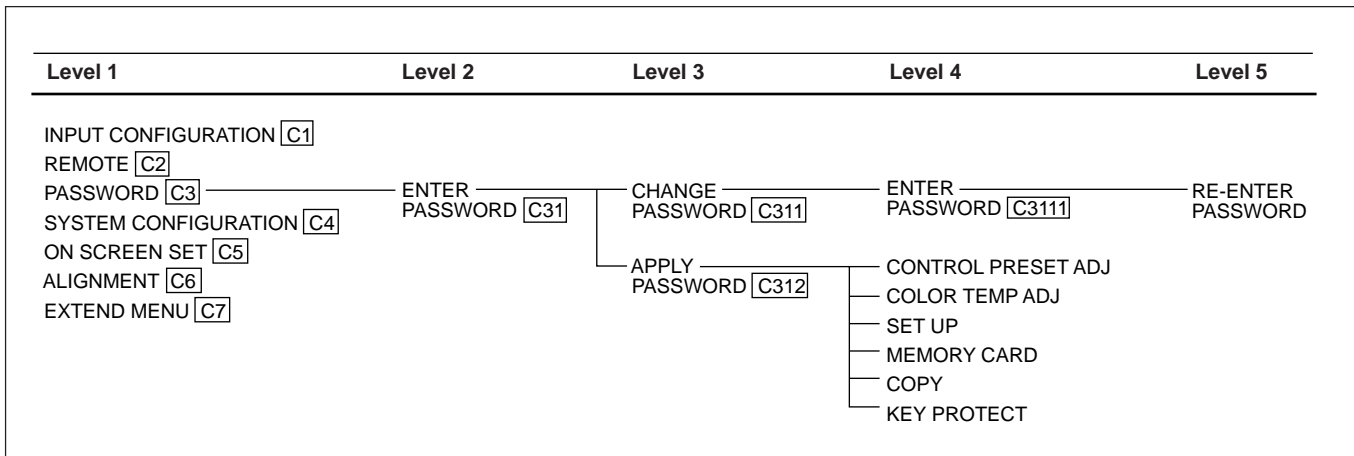 Level 1 Level 2 Level 3 Level 4 Level 5
INPUT CONFIGURATION C1
REMOTE C2
PASSWORD C3 ENTER CHANGE ENTER RE-ENTER
PASSWORD C31 PASSWORD C311 PASSWORD C3111 PASSWORD
SYSTEM CONFIGURATION C4
ON SCREEN SET C5
APPLY CONTROL PRESET ADJ
ALIGNMENT C6
PASSWORD C312
COLOR TEMP ADJ
EXTEND MENU C7
SET UP
MEMORY CARD
COPY
KEY PROTECT